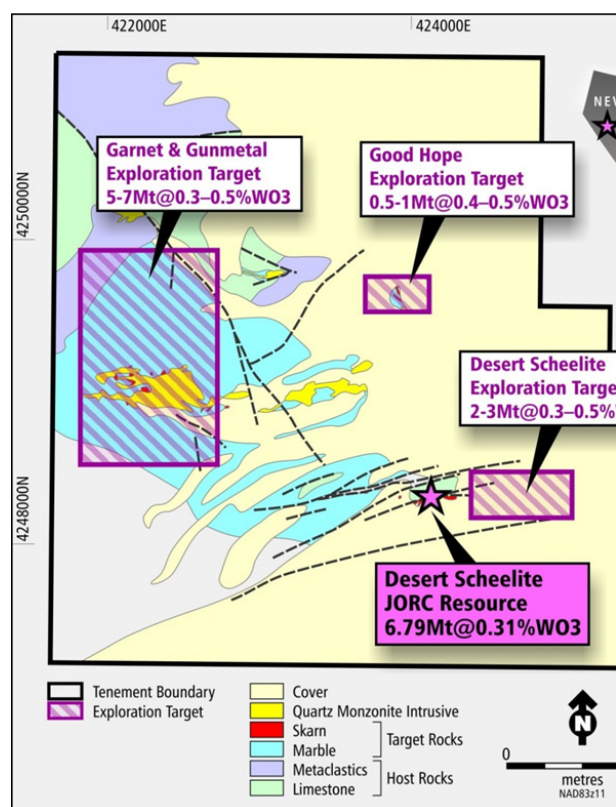 422000E
424000E
NEV
Garnet & Gunmetal
Exploration Target
5-7Mt@0.3–0.5%WO3
Good Hope
Exploration Target
0.5-1Mt@0.4–0.5%WO3
4250000N
Desert Scheelite
Exploration Target
2-3Mt@0.3–0.5%
4248000N
Desert Scheelite
JORC Resource
6.79Mt@0.31%WO3
Tenement Boundary
Exploration Target
Cover
Quartz Monzonite Intrusive
Skarn
Marble
Target Rocks
Metaclastics
Limestone
Host Rocks
N
0
metres
NAD83z11